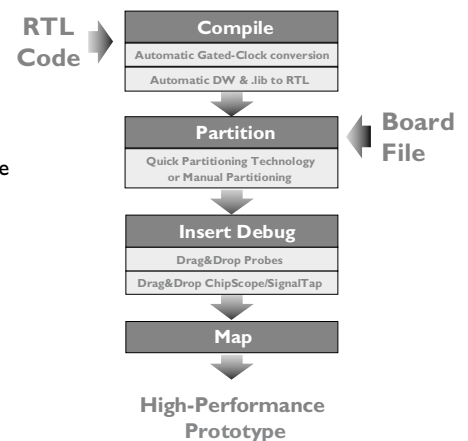 RTL
Code
Compile
Automatic Gated-Clock conversion
Automatic DW & .lib to RTL
Partition
Board
File
Quick Partitioning Technology
or Manual Partitioning
e
Insert Debug
Drag&Drop Probes
Drag&Drop ChipScope/SignalTap
Map
High-Performance
Prototype